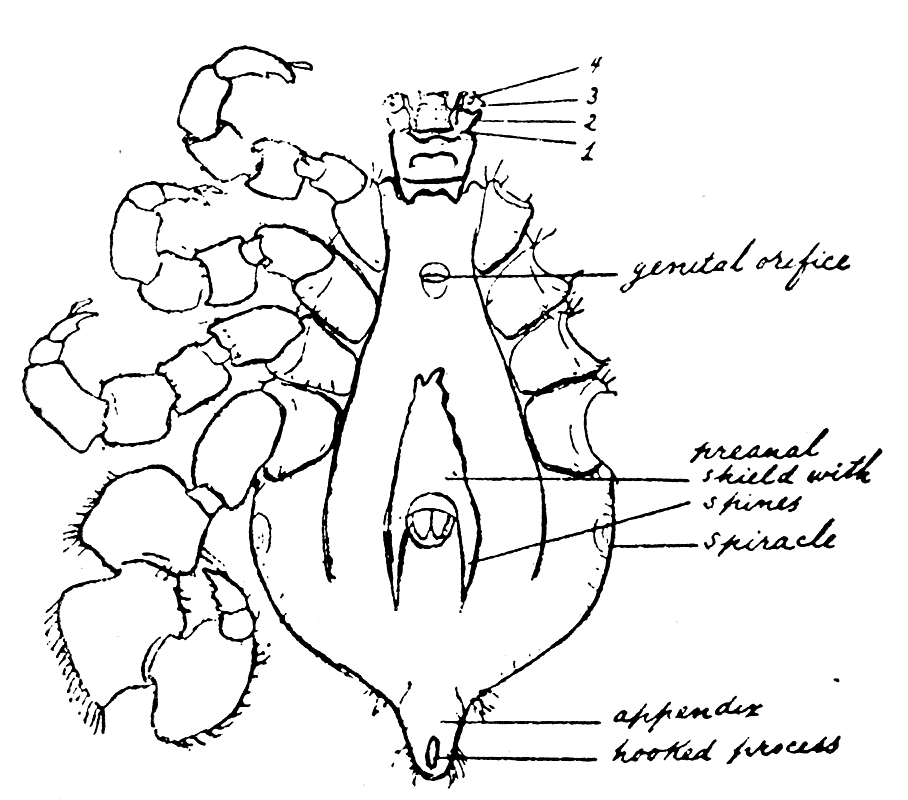 4
3
2
1
genital orifice
preanal
shield with
spines
spiracle
appendix
hooked process